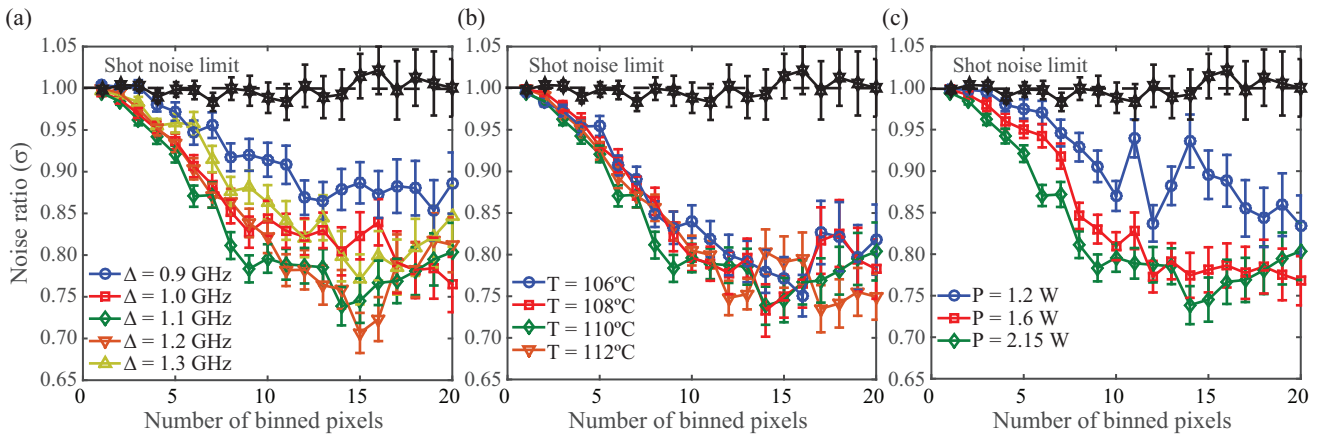 (a)
(b)
(c)
Noise ratio (σ)
1.05
1.00
0.95
0.90
0.85
0.80
0.75
0.70
0.65
Shot noise limit
Δ = 0.9 GHz
Δ = 1.0 GHz
Δ = 1.1 GHz
Δ = 1.2 GHz
Δ = 1.3 GHz
0 5 10 15 20
Number of binned pixels
1.05
1.00
0.95
0.90
0.85
0.80
0.75
0.70
0.65
Shot noise limit
T = 106ºC
T = 108ºC
T = 110ºC
T = 112ºC
0 5 10 15 20
Number of binned pixels
1.05
1.00
0.95
0.90
0.85
0.80
0.75
0.70
0.65
Shot noise limit
P = 1.2 W
P = 1.6 W
P = 2.15 W
0 5 10 15 20
Number of binned pixels